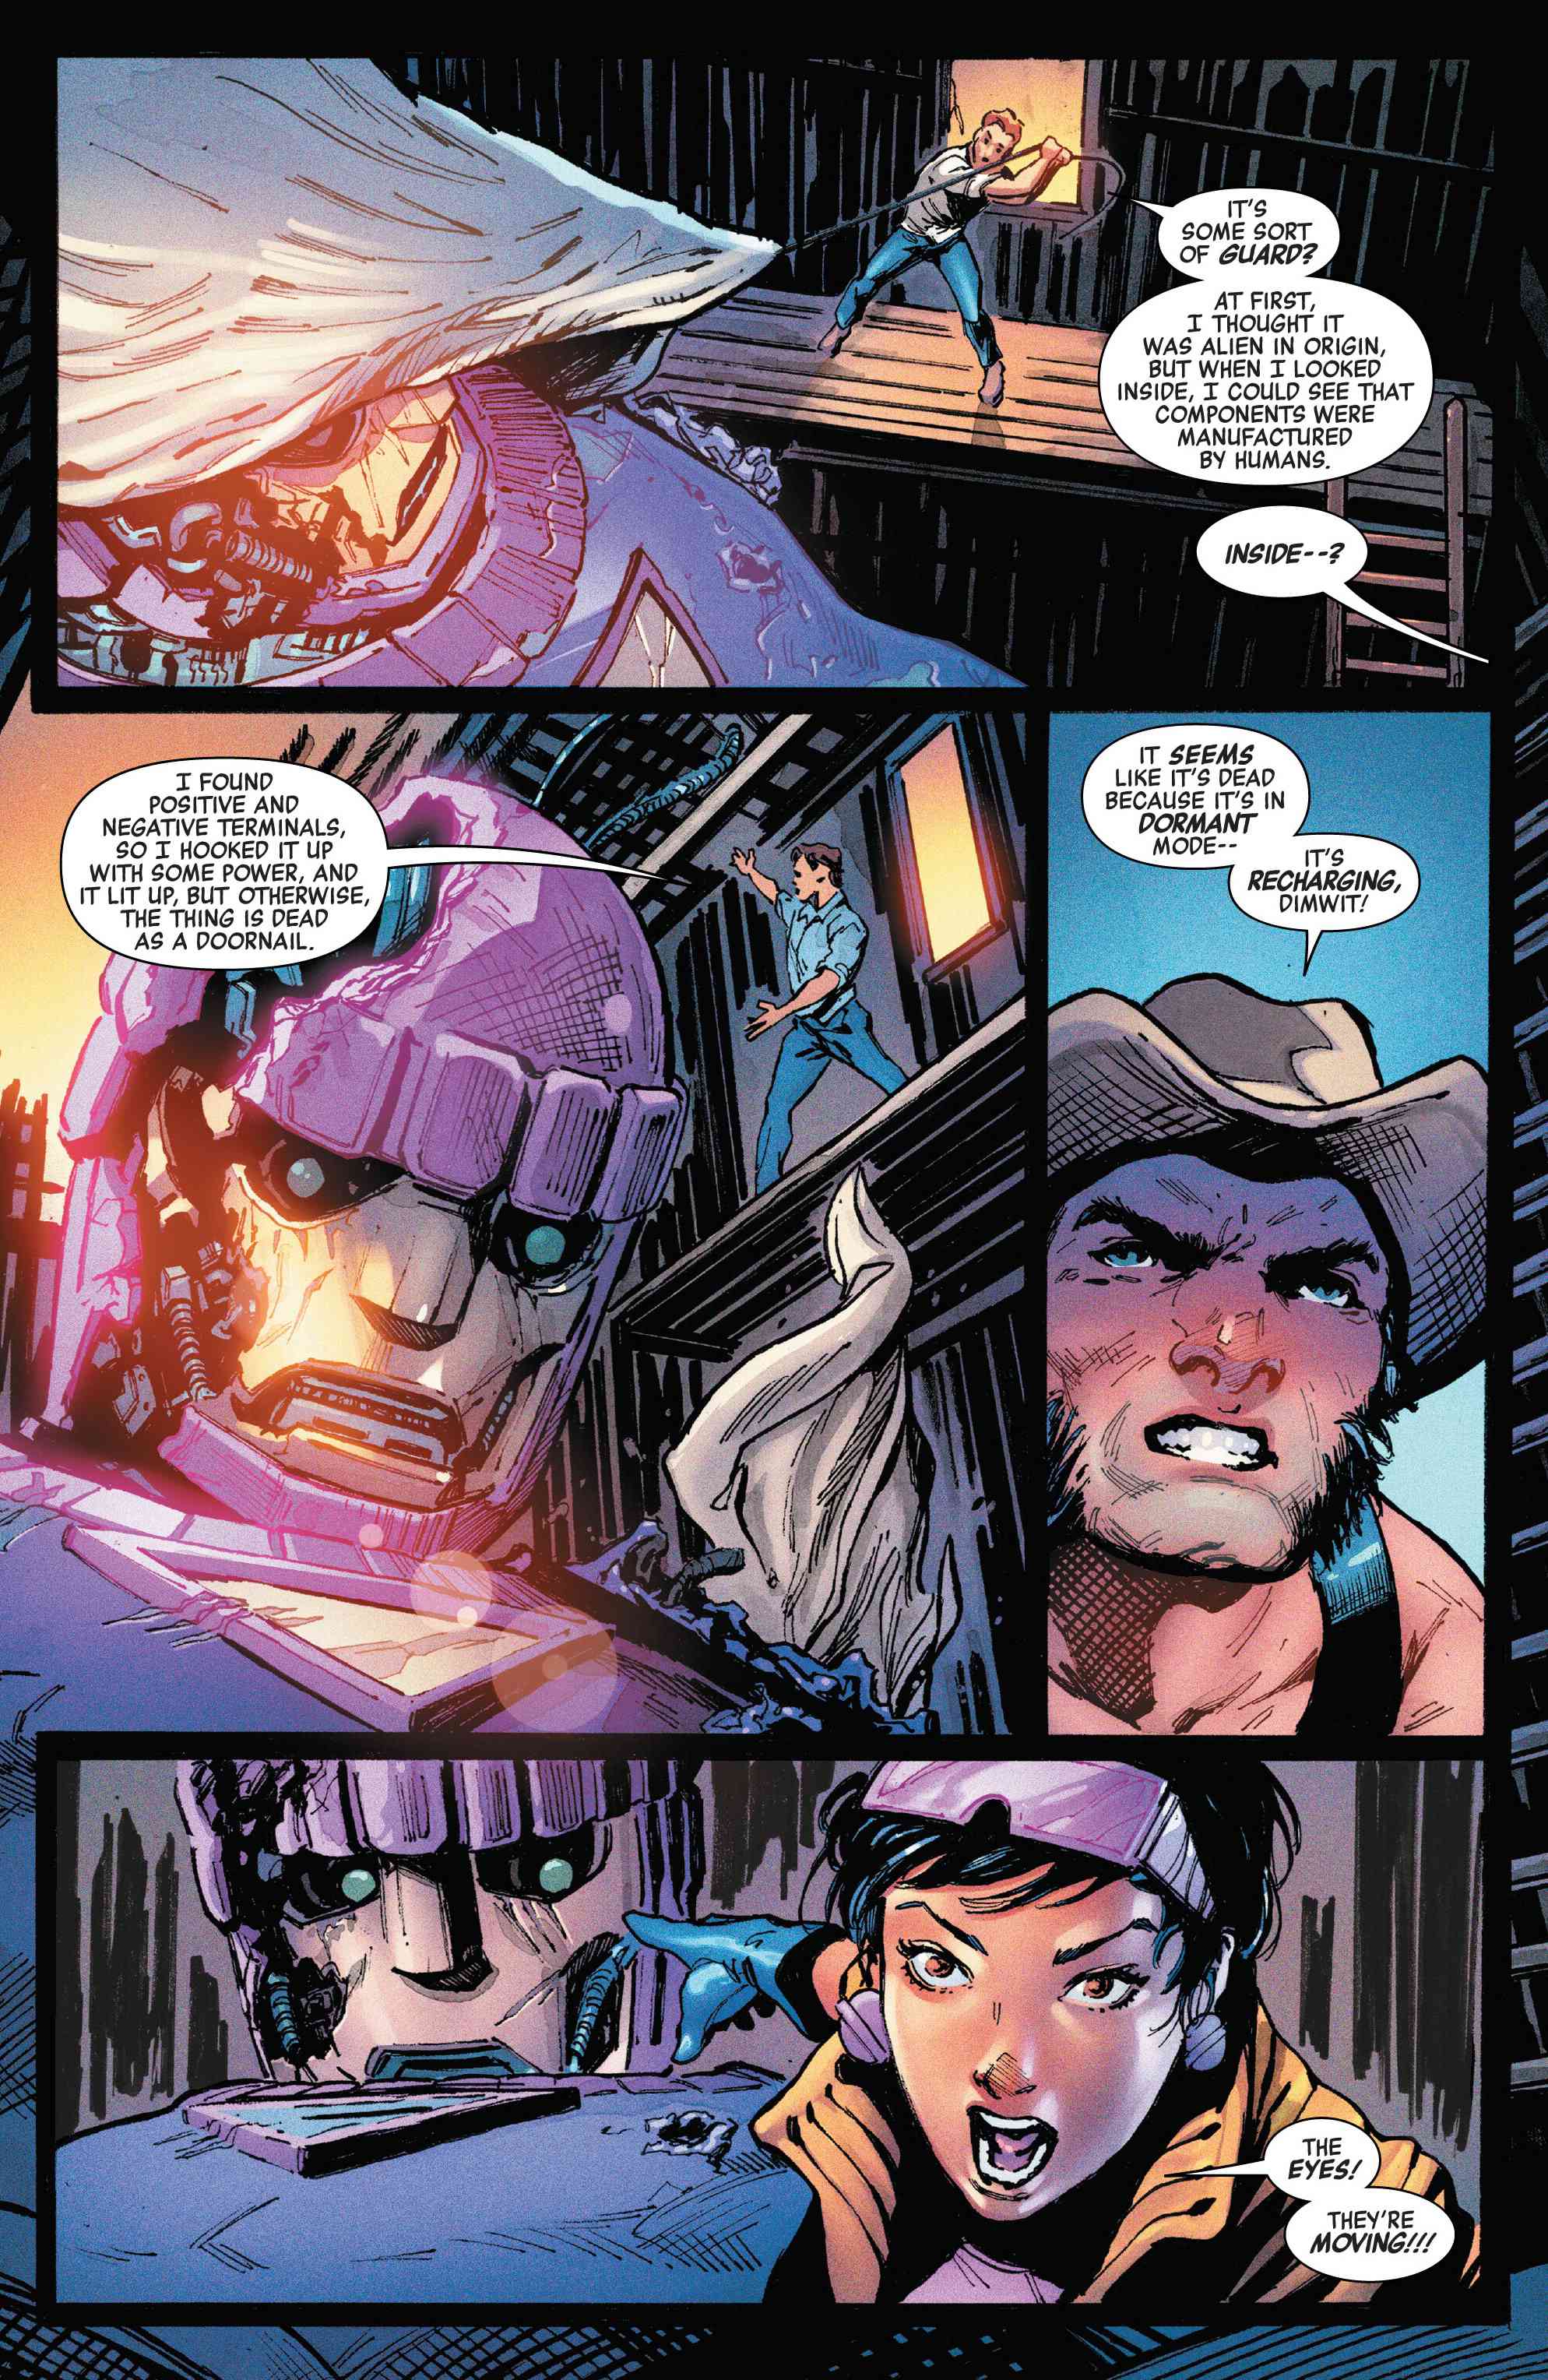 IT'S
SOME SORT
OF GUARD?
AT FIRST,
I THOUGHT IT
WAS ALIEN IN ORIGIN,
BUT WHEN I LOOKED
INSIDE, I COULD SEE THAT
COMPONENTS WERE
MANUFACTURED
BY HUMANS.
INSIDE--?
I FOUND
POSITIVE AND
NEGATIVE TERMINALS,
SO I HOOKED IT UP
WITH SOME POWER, AND
IT LIT UP, BUT OTHERWISE,
THE THING IS DEAD
AS A DOORNAIL.
IT SEEMS
LIKE IT'S DEAD
BECAUSE IT'S IN
DORMANT
MODE--
IT'S
RECHARGING,
DIMWIT!
THE
EYES!
THEY'RE
MOVING!!!